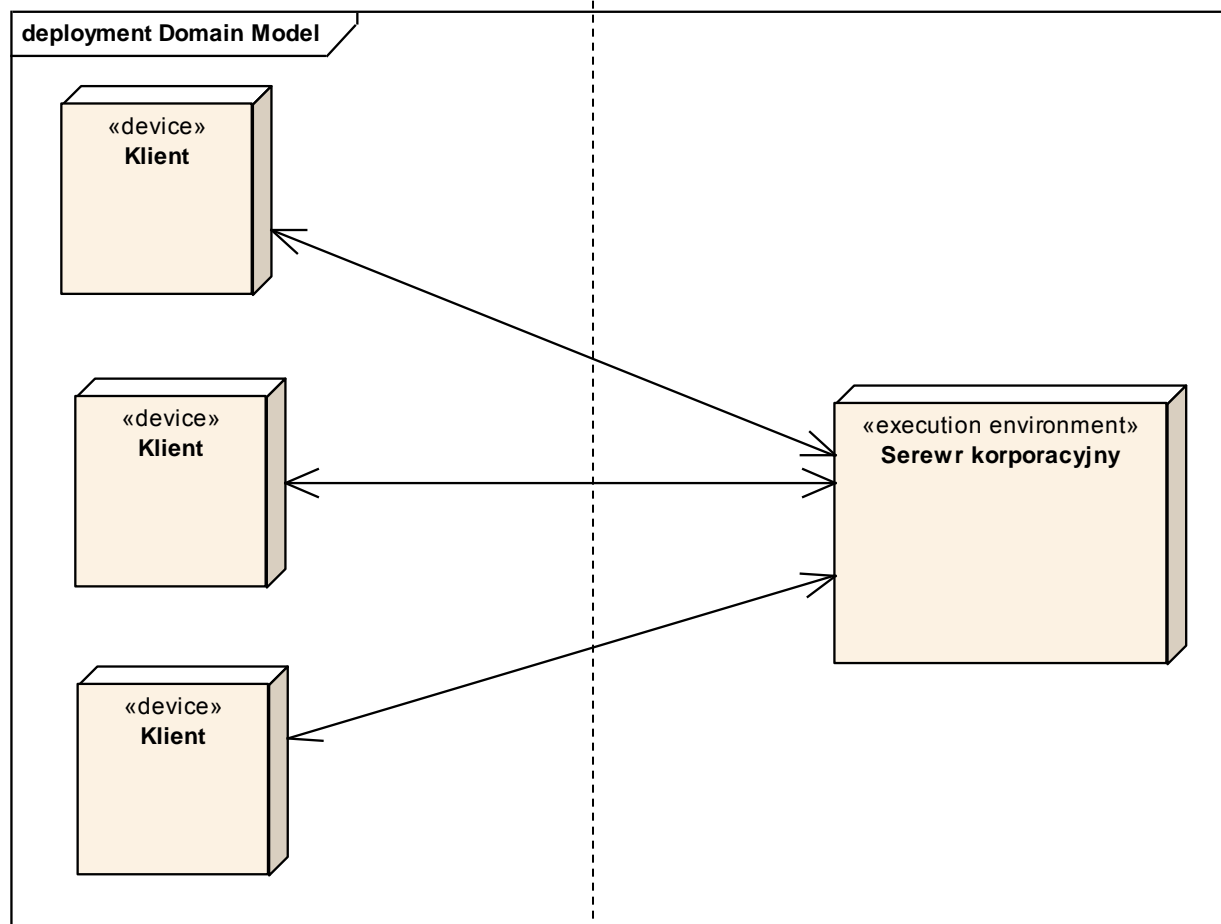 deployment Domain Model
«device»
Klient
«device»
Klient
«execution environment»
Serewr korporacyjny
«device»
Klient